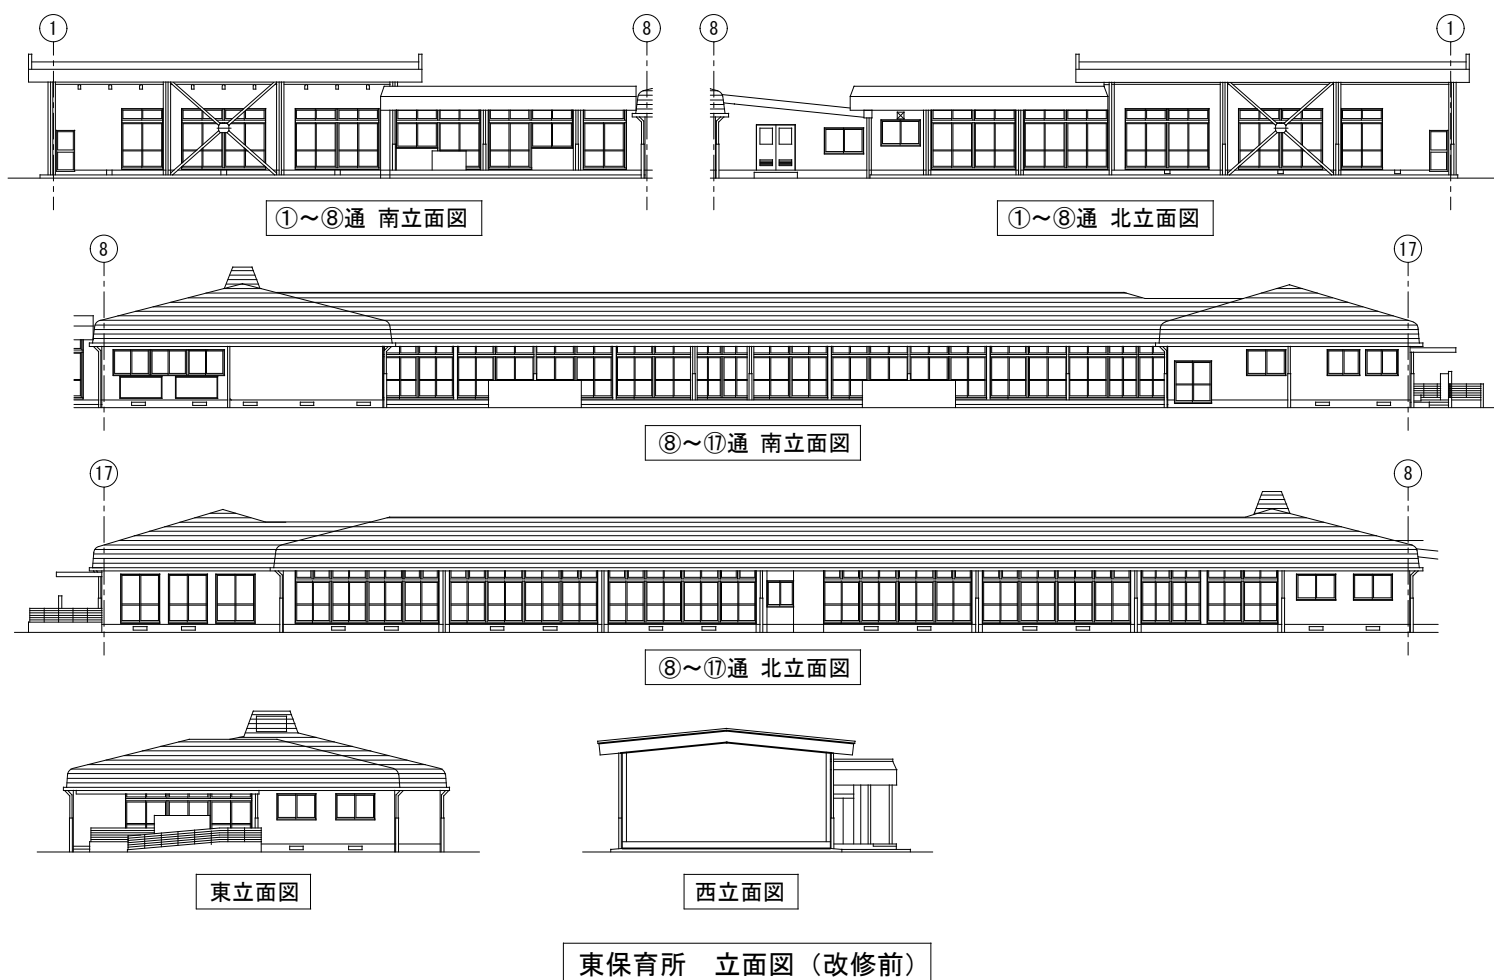 1
8
8
1
①～⑧通 南立面図
①～⑧通 北立面図
8
17
⑧～⑰通 南立面図
17
8
⑧～⑰通 北立面図
東立面図
西立面図
東保育所　立面図（改修前）